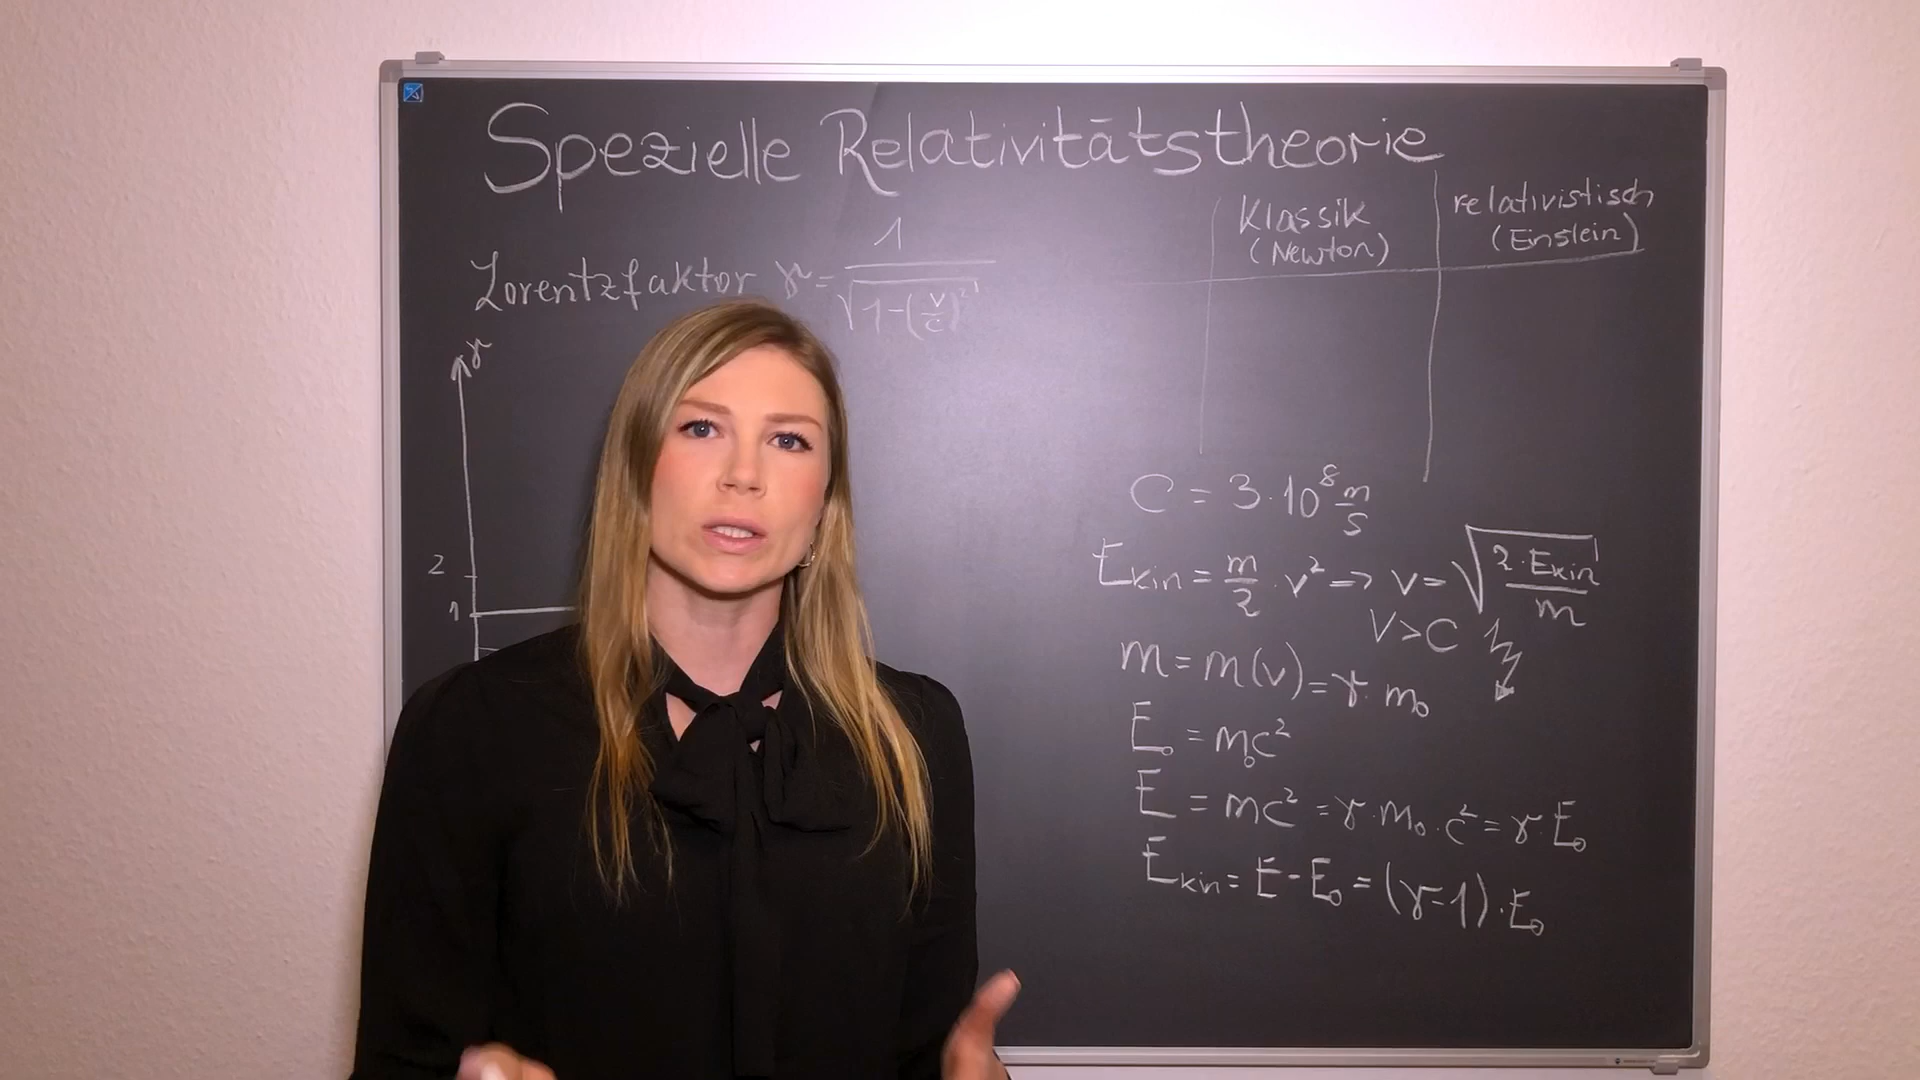 Spezielle Relativitätstheorie
Lorentzfaktor γ = 1/√(1-(v/c)²)
γ
2
1
Klassik
(Newton)
relativistisch
(Einstein)
C = 3·10⁸ m/s
Ekin = m/2 · v² => v = √(2·Ekin/m)
V>C
m = m(v) = γ·m₀
E₀ = m₀c²
E = mc² = γ·m₀·c² = γ·E₀
Ekin = E-E₀ = (γ-1)·E₀